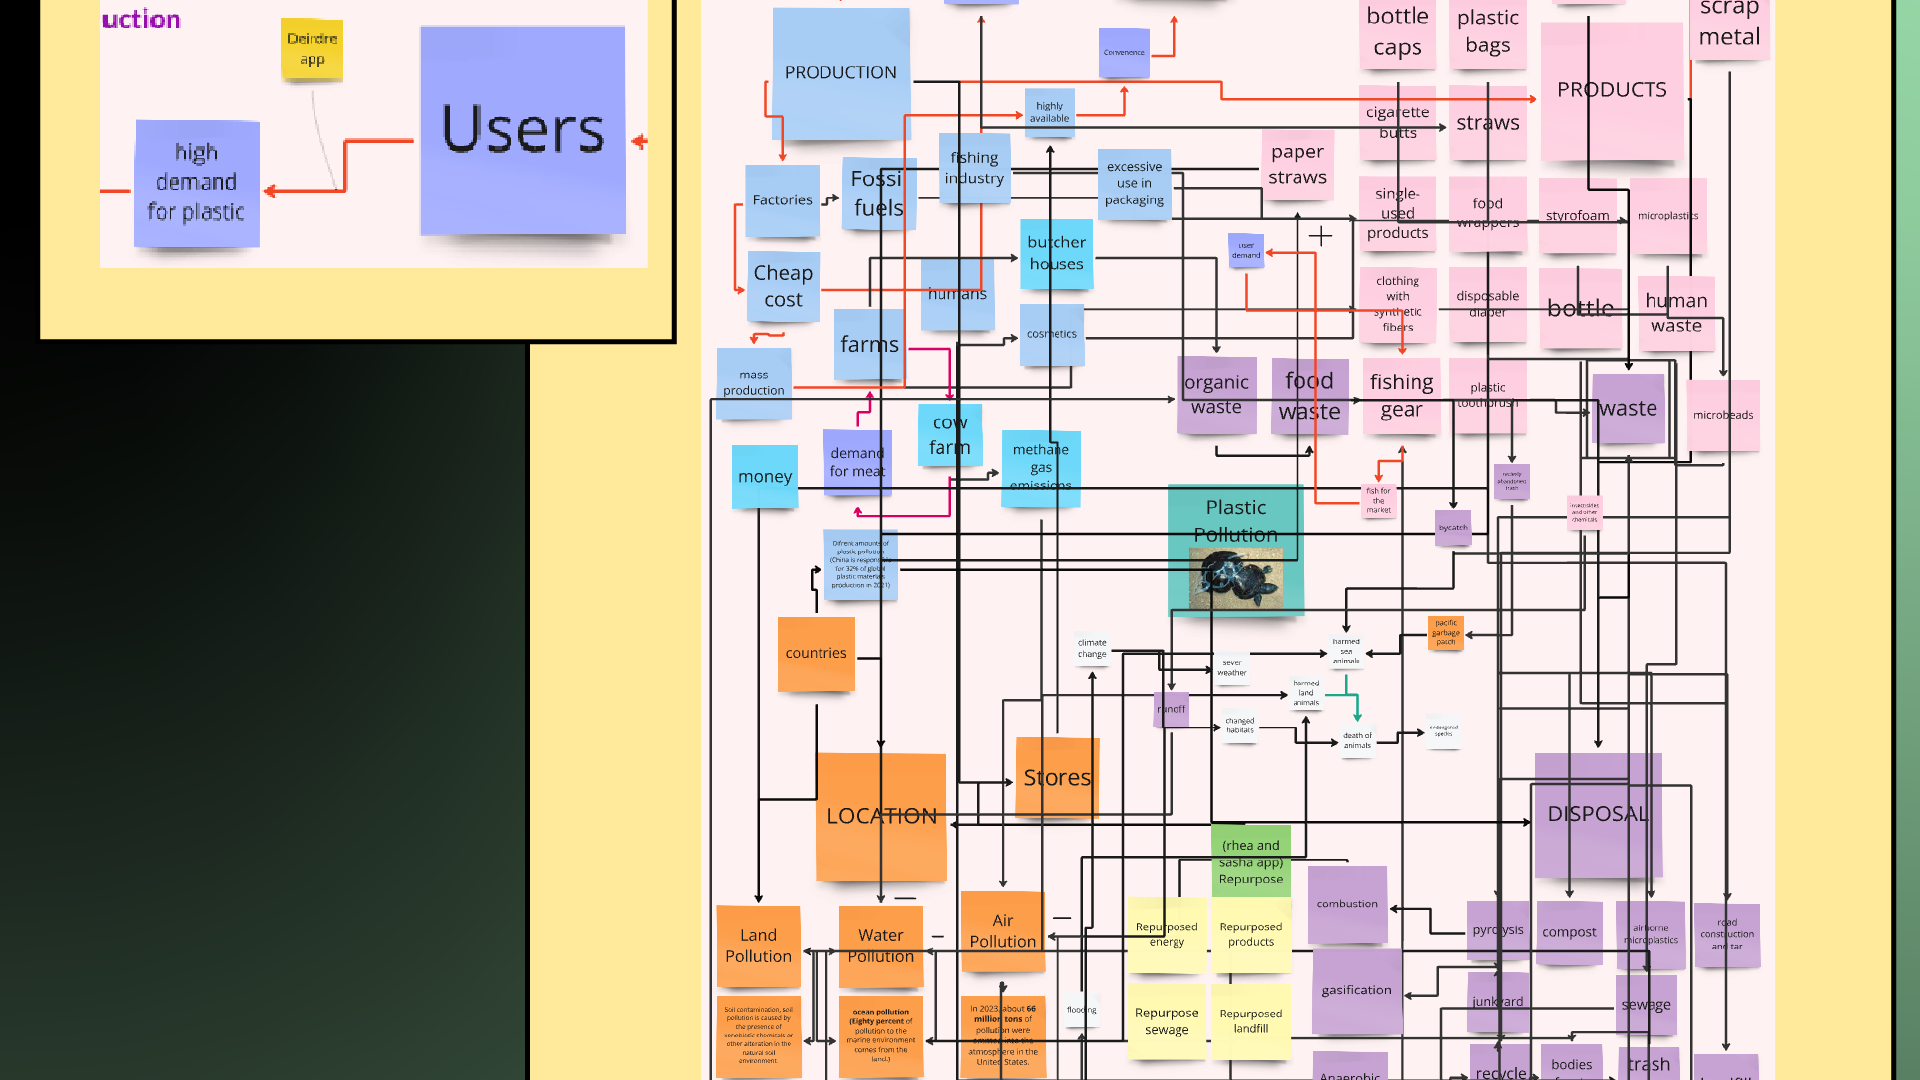 uction
Deirdre
app
high
demand
for plastic
Users
PRODUCTION
Convenience
highly
available
bottle
caps
plastic
bags
scrap
metal
PRODUCTS
cigarette
butts
straws
fishing
industry
excessive
use in
packaging
paper
straws
Factories
Fossi
fuels
single-
used
products
food
wrappers
styrofoam
microplastics
butcher
houses
user
demand
Cheap
cost
humans
clothing
with
synthetic
fibers
disposable
diaper
bottle
human
waste
farms
cosmetics
mass
production
organic
waste
food
waste
fishing
gear
plastic
toothbrush
waste
microbeads
cow
farm
demand
for meat
money
methane
gas
emissions
fish for
the
market
bycatch
insecticides
and other
chemicals
Plastic
Pollution
Difrent amounts of
plastic pollution
(China is responsible
for 32% of global
plastic materials
production in 2021)
countries
climate
change
sever
weather
harmed
sea
animals
pacific
garbage
patch
harmed
land
animals
runoff
changed
habitats
death of
animals
endangered
species
LOCATION
Stores
DISPOSAL
(rhea and
sasha app)
Repurpose
combustion
Land
Pollution
Water
Pollution
Air
Pollution
Repurposed
energy
Repurposed
products
pyrolysis
compost
airborne
microplastics
road
construction
and tar
gasification
junkyard
sewage
Soil contamination, soil
pollution is caused by
the presence of
xenobiotic chemicals or
other alteration in the
natural soil
environment.
ocean pollution
(Eighty percent of
pollution to the
marine environment
comes from the
land.)
In 2023, about 66
million tons of
pollution were
emitted into the
atmosphere in the
United States.
flooding
Repurpose
sewage
Repurposed
landfill
Anaerobic
recycle
bodies
trash